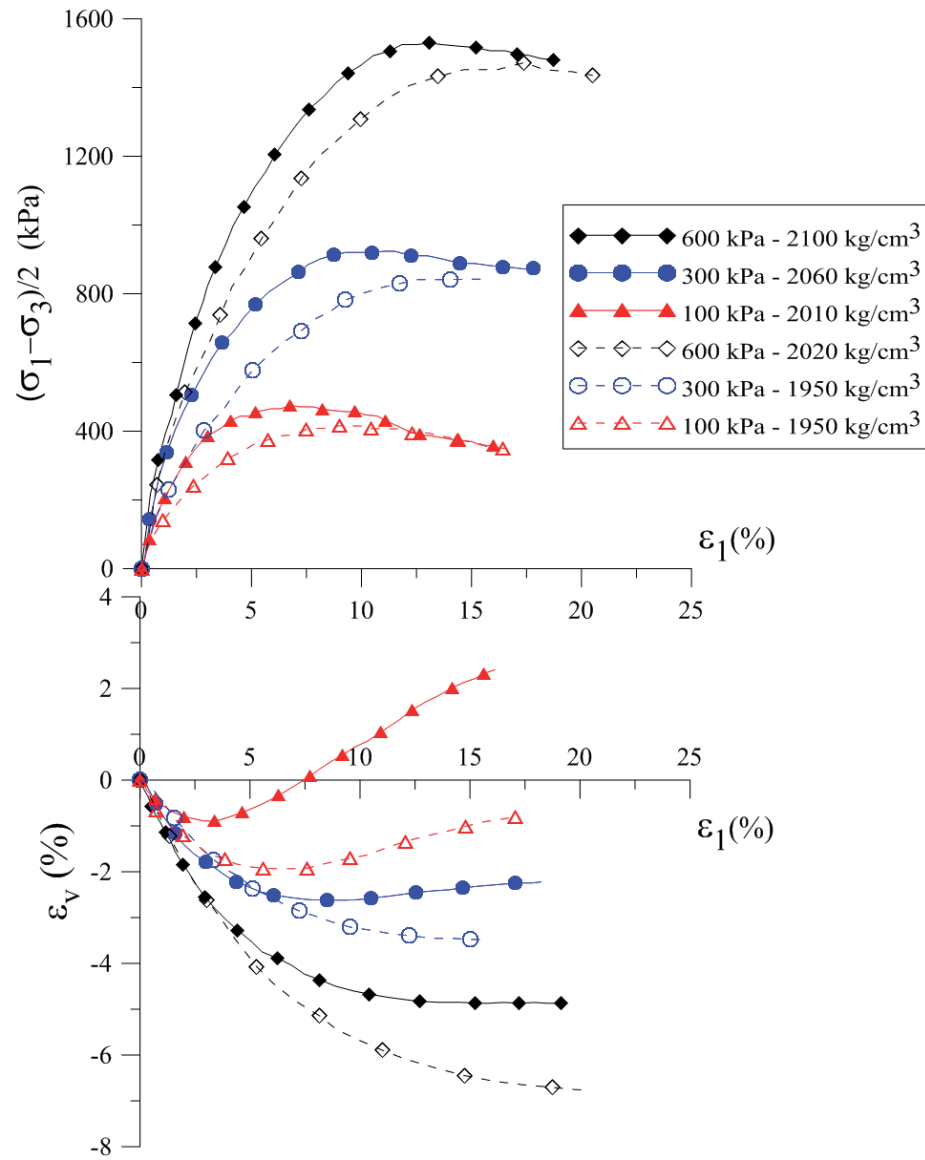 1600
1200
800
400
0
(σ₁−σ₃)/2 (kPa)
600 kPa - 2100 kg/cm³
300 kPa - 2060 kg/cm³
100 kPa - 2010 kg/cm³
600 kPa - 2020 kg/cm³
300 kPa - 1950 kg/cm³
100 kPa - 1950 kg/cm³
ε₁(%)
0 5 10 15 20 25
4
2
0
-2
-4
-6
-8
εᵥ (%)
0 5 10 15 20 25
ε₁(%)